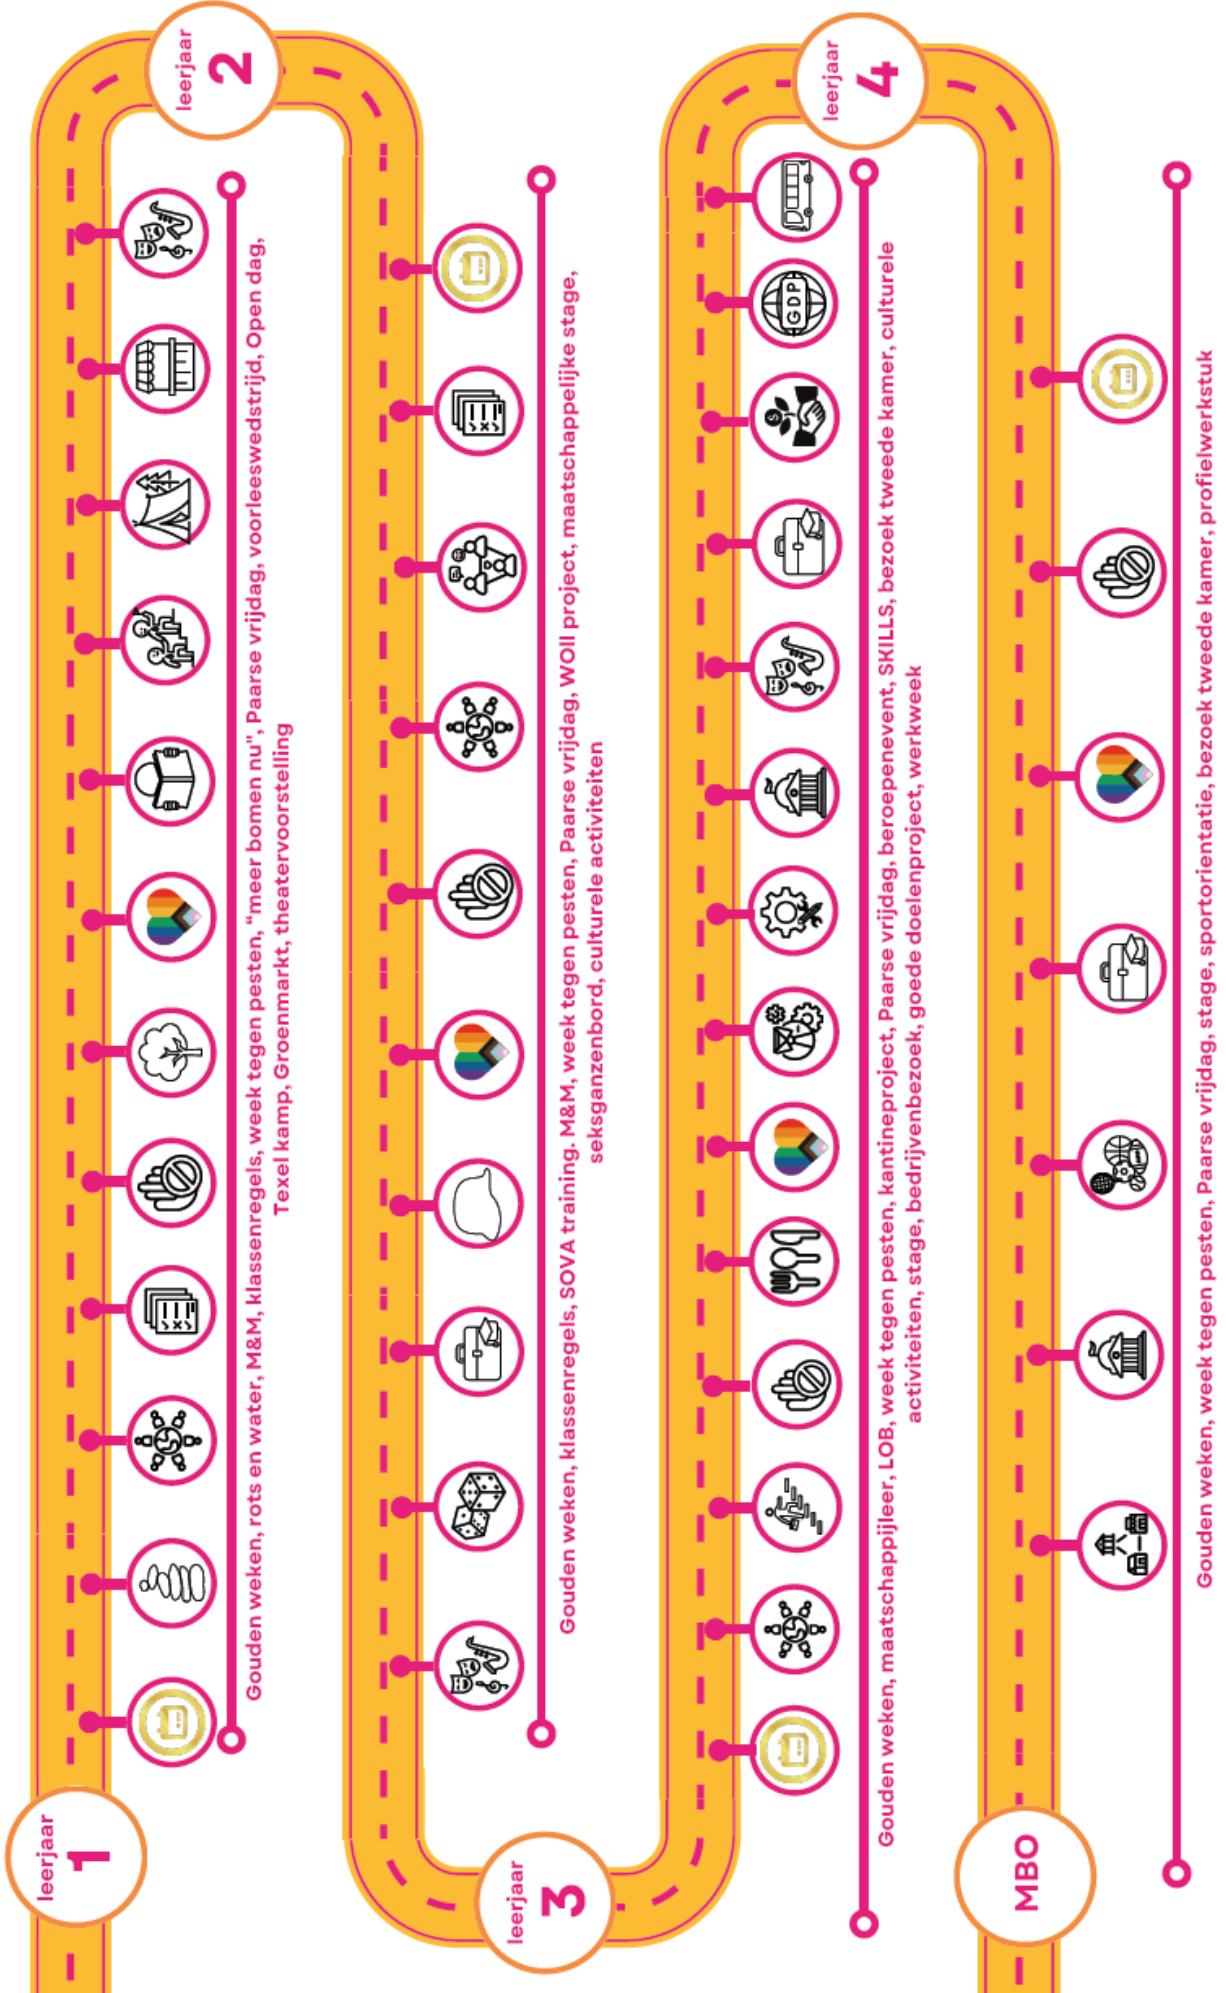 leerjaar
1
Gouden weken, rots en water, M&M, klassenregels, week tegen pesten, “meer bomen nu", Paarse vrijdag, voorleeswedstrijd, Open dag,
Texel kamp, Groenmarkt, theatervoorstelling
leerjaar
2
Gouden weken, klassenregels, SOVA training. M&M, week tegen pesten, Paarse vrijdag, WOII project, maatschappelijke stage,
seksganzenbord, culturele activiteiten
leerjaar
3
GDP
Gouden weken, maatschappijleer, LOB, week tegen pesten, kantineproject, Paarse vrijdag, beroepenevent, SKILLS, bezoek tweede kamer, culturele
activiteiten, stage, bedrijvenbezoek, goede doelenproject, werkweek
leerjaar
4
Gouden weken, week tegen pesten, Paarse vrijdag, stage, sportorientatie, bezoek tweede kamer, profielwerkstuk
MBO